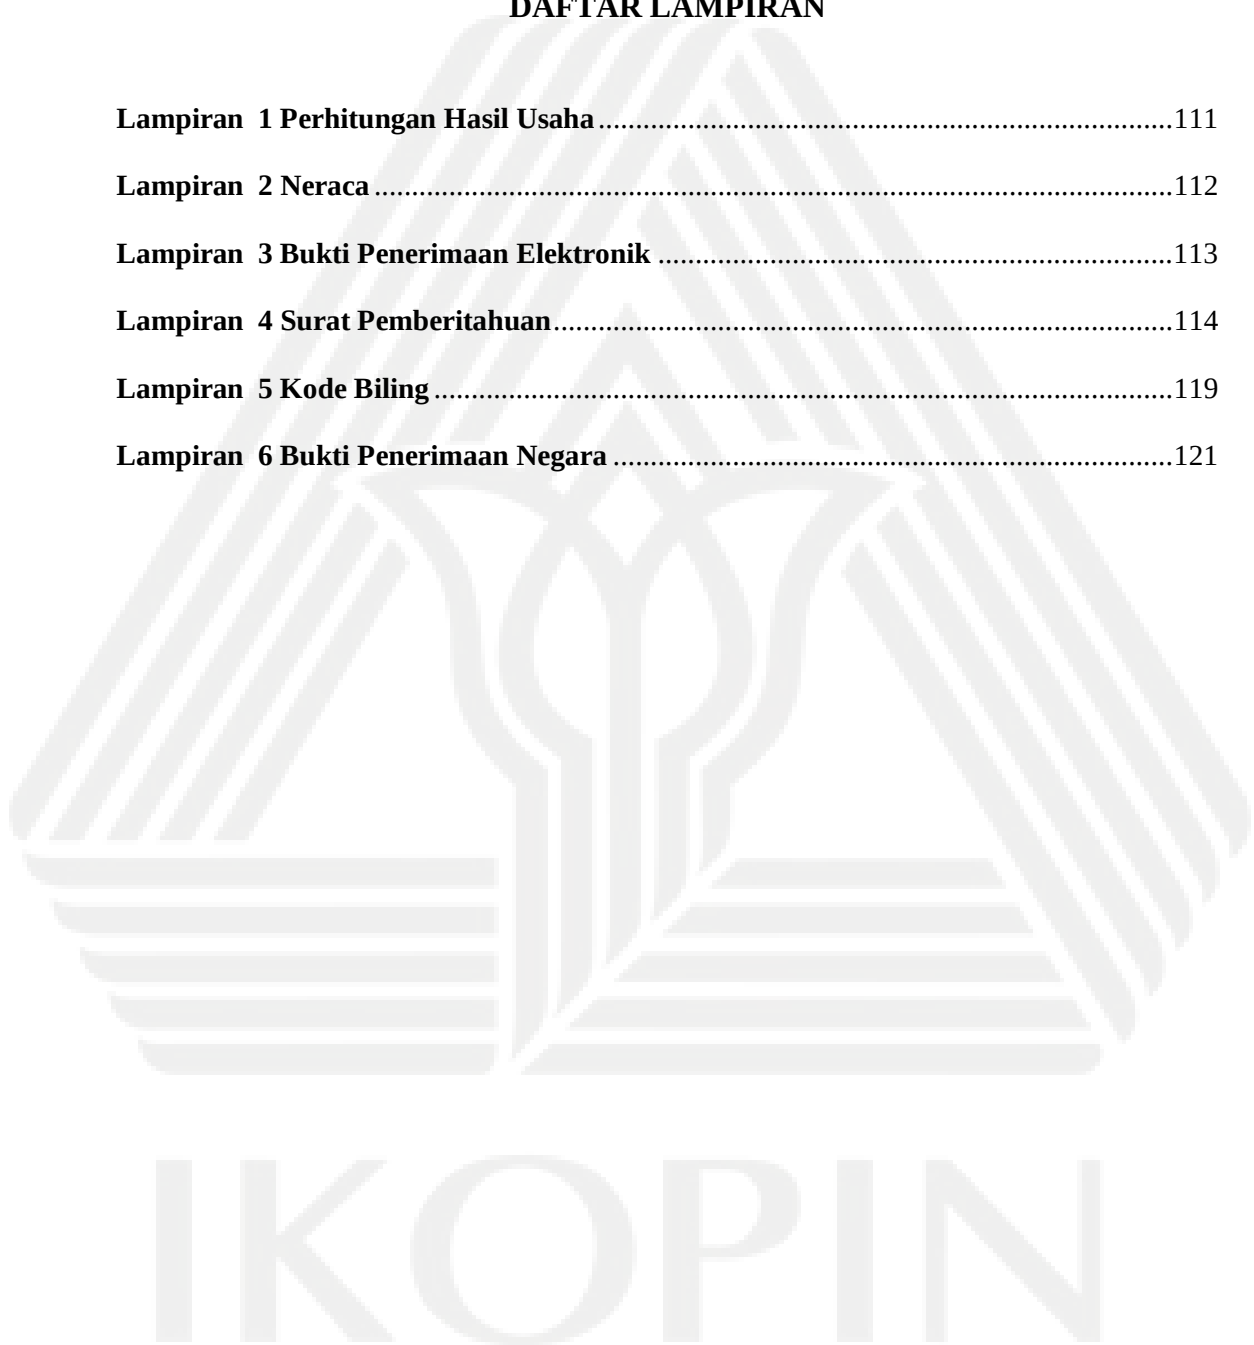 DAFTAR LAMPIRAN
Lampiran 1 Perhitungan Hasil Usaha ........................................................................... 111
Lampiran 2 Neraca ........................................................................................................ 112
Lampiran 3 Bukti Penerimaan Elektronik .................................................................... 113
Lampiran 4 Surat Pemberitahuan ................................................................................. 114
Lampiran 5 Kode Biling ................................................................................................ 119
Lampiran 6 Bukti Penerimaan Negara ......................................................................... 121
IKOPIN